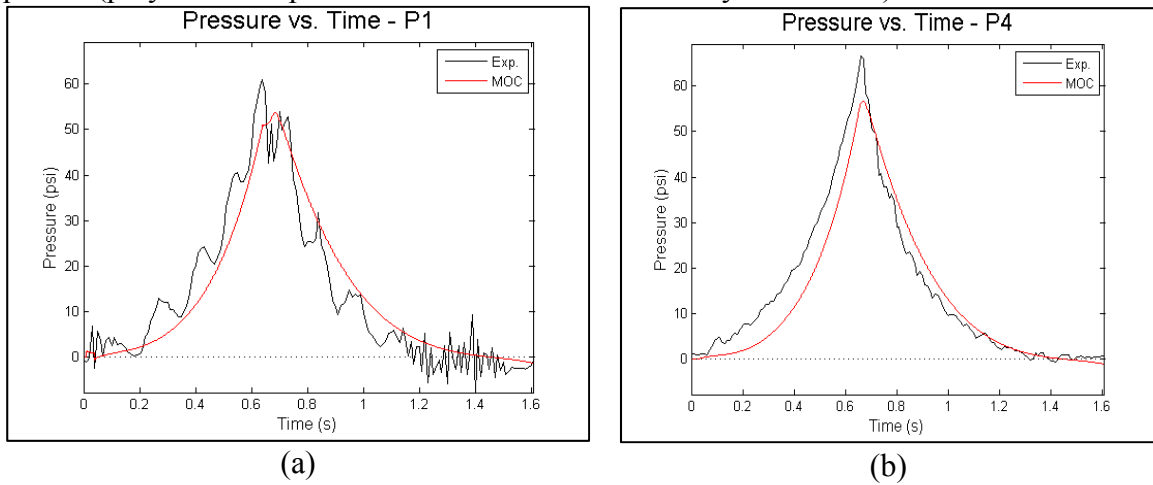 Pressure vs. Time - P1
Exp.
MOC
60
50
40
30
20
10
0
Pressure (psi)
0 0.2 0.4 0.6 0.8 1 1.2 1.4 1.6
Time (s)
(a)
Pressure vs. Time - P4
Exp.
MOC
60
50
40
30
20
10
0
Pressure (psi)
0 0.2 0.4 0.6 0.8 1 1.2 1.4 1.6
Time (s)
(b)